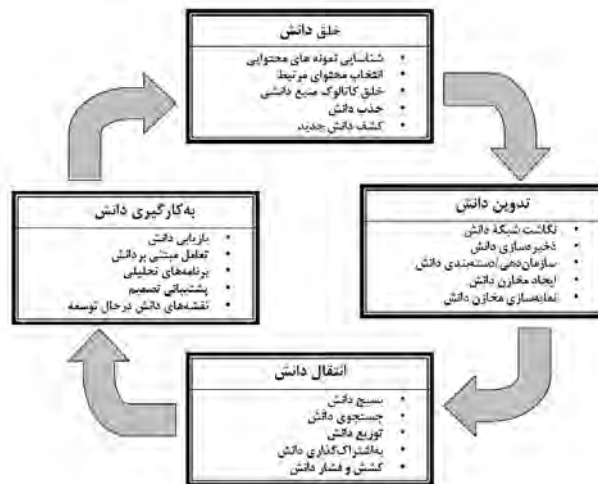 خلق دانش
شناسایی نمونه های محتوایی
انتخاب محتوای مرتبط
خلق کاتالوک منبع دانشی
جذب دانش
کشف دانش جدید
تدوین دانش
نگاشت شبکهٔ دانش
ذخیره‌سازی دانش
سازمان‌دهی/دسته‌بندی دانش
ایجاد مخازن دانش
نمایه‌سازی مخازن دانش
انتقال دانش
بسیج دانش
جستجوی دانش
توزیع دانش
به‌اشتراک‌گذاری دانش
کشش و فشار دانش
به‌کارگیری دانش
بازیابی دانش
تعامل مبتنی بر دانش
برنامه‌های تحلیلی
پشتیبانی تصمیم
نقشه‌های دانش درحال توسعه